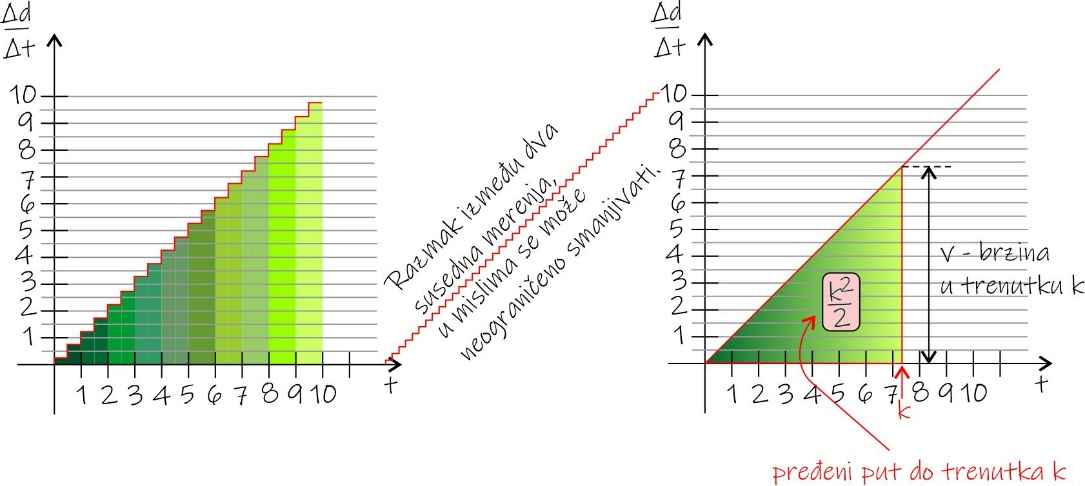 Δd
Δt
10
9
8
7
6
5
4
3
2
1
1 2 3 4 5 6 7 8 9 10
t
Razmak između dva
susedna merenja,
u mislima se može
neograničeno smanjivati.
Δd
Δt
10
9
8
7
6
5
4
3
2
1
v - brzina
u trenutku k
k²
2
1 2 3 4 5 6 7 8 9 10
t
k
pređeni put do trenutka k